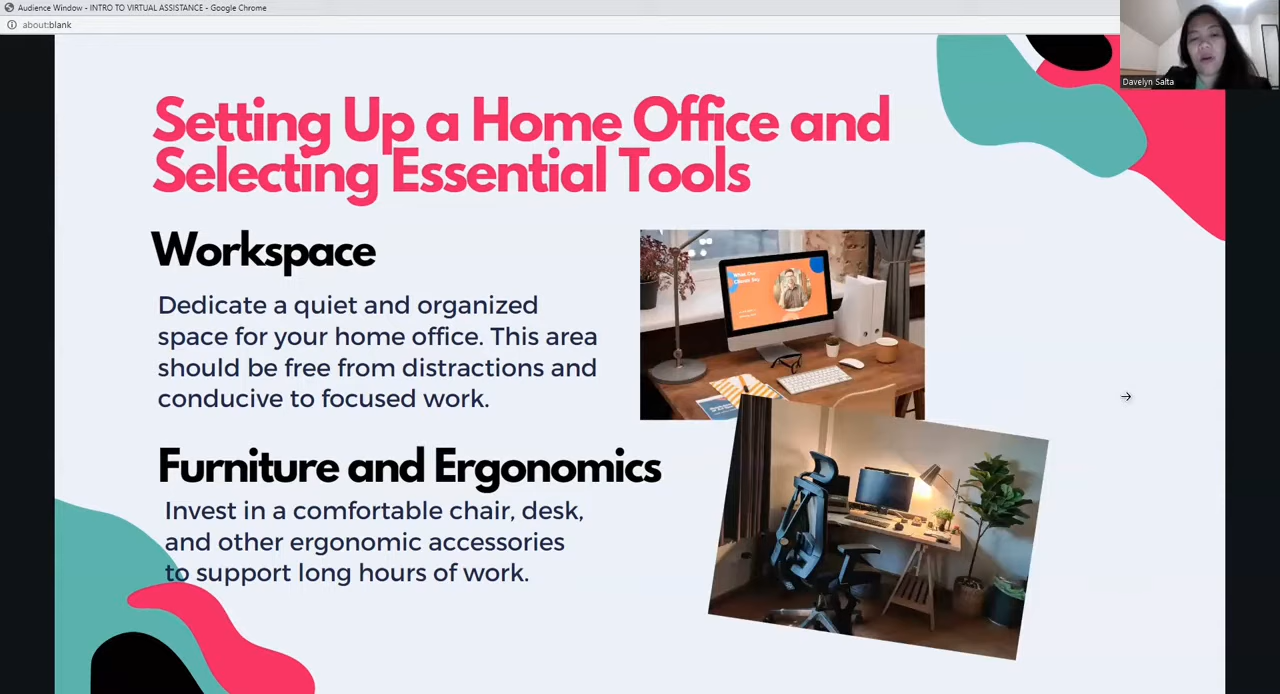 Audience Window - INTRO TO VIRTUAL ASSISTANCE - Google Chrome
about:blank
Davelyn Salta
Setting Up a Home Office and
Selecting Essential Tools
Workspace
Dedicate a quiet and organized
space for your home office. This area
should be free from distractions and
conducive to focused work.
Furniture and Ergonomics
Invest in a comfortable chair, desk,
and other ergonomic accessories
to support long hours of work.